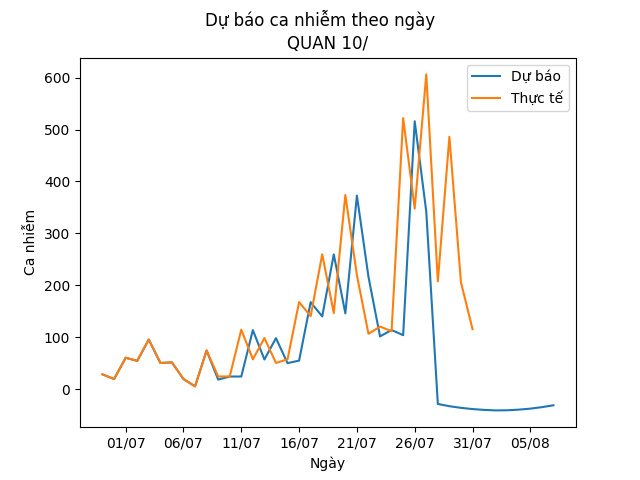 Dự báo ca nhiễm theo ngày
QUAN 10/
Dự báo
Thực tế
Ca nhiễm
600
500
400
300
200
100
0
01/07 06/07 11/07 16/07 21/07 26/07 31/07 05/08
Ngày